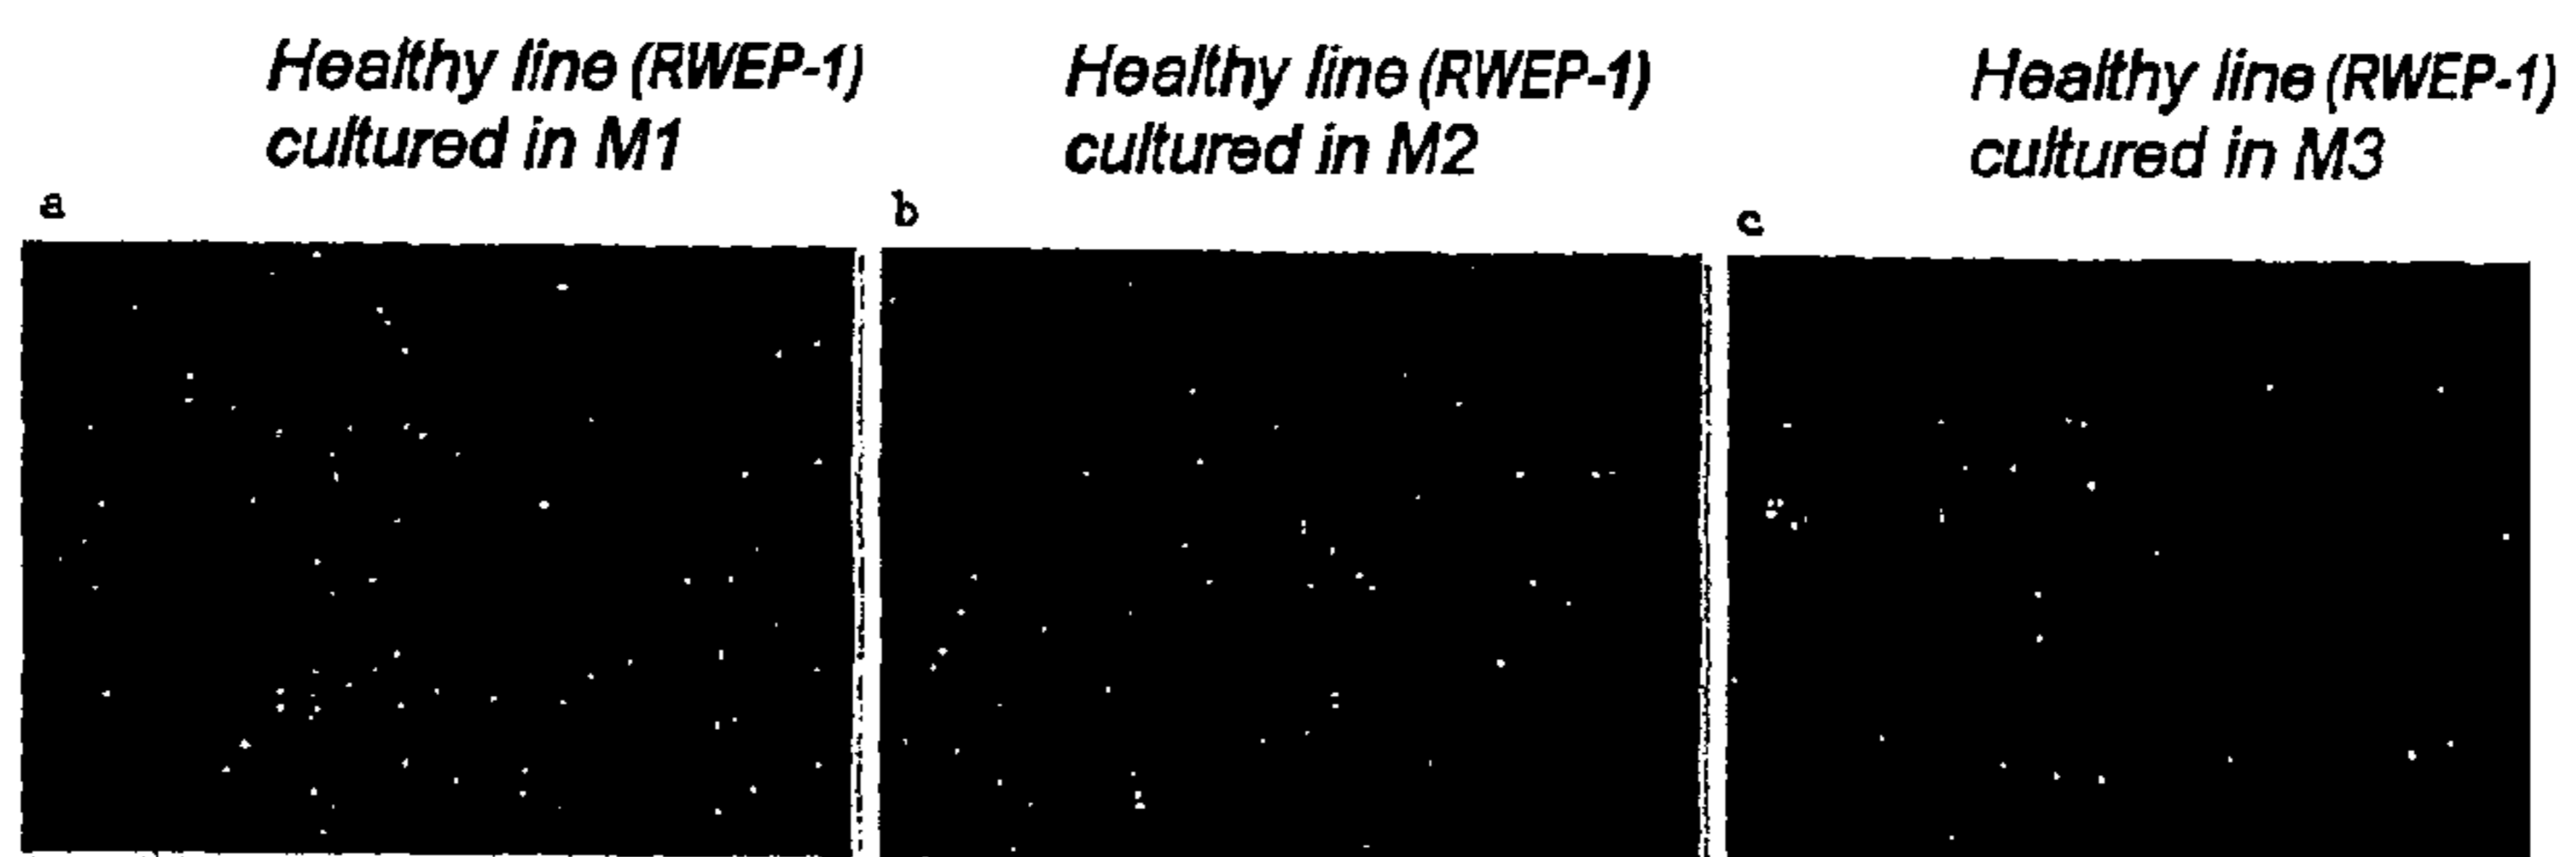 Healthy line (RWEP-1)
cultured in M1
Healthy line (RWEP-1)
cultured in M2
Healthy line (RWEP-1)
cultured in M3
a
b
c